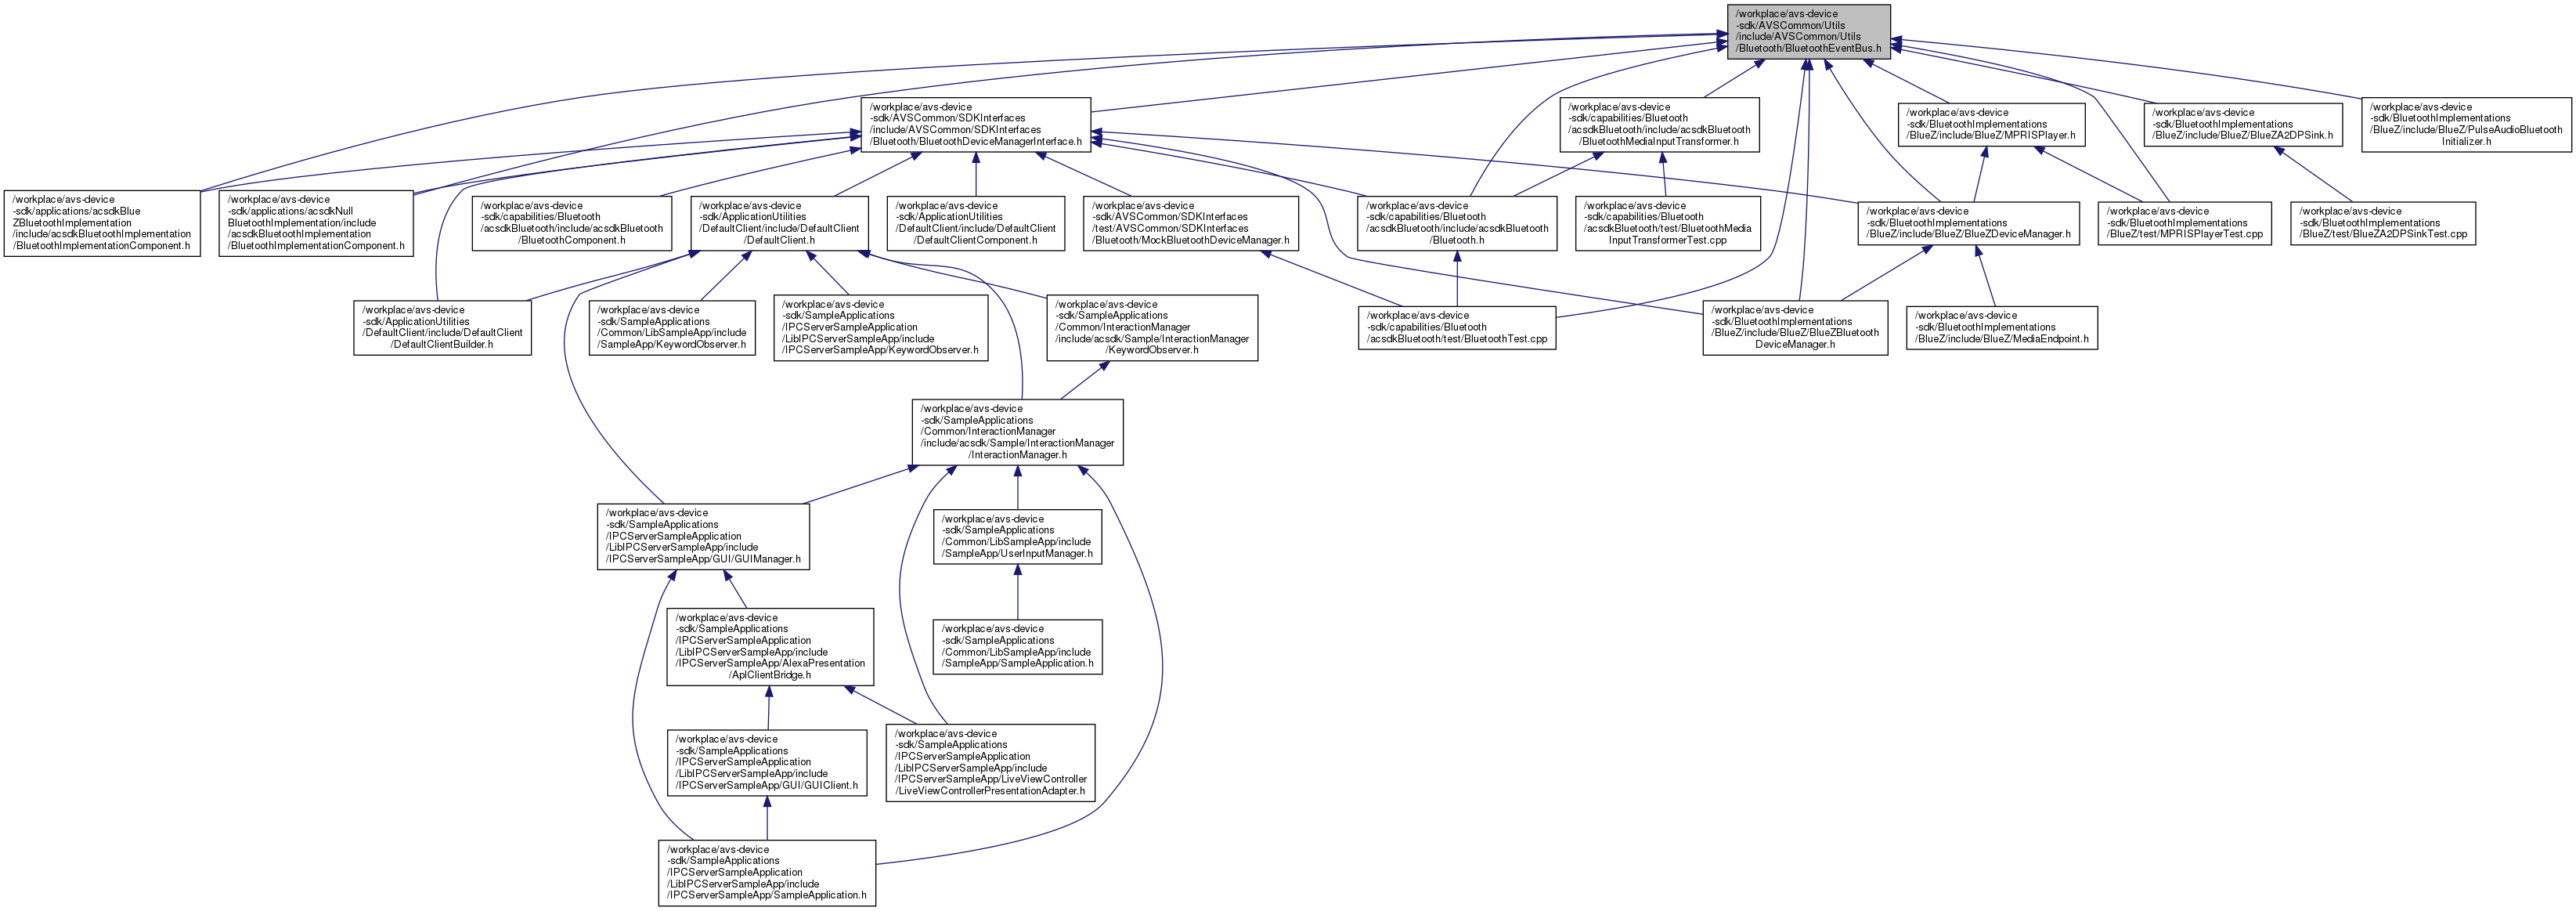 /workplace/avs-device
-sdk/AVSCommon/Utils
/include/AVSCommon/Utils
/Bluetooth/BluetoothEventBus.h
/workplace/avs-device
-sdk/AVSCommon/SDKInterfaces
/include/AVSCommon/SDKInterfaces
/Bluetooth/BluetoothDeviceManagerInterface.h
/workplace/avs-device
-sdk/capabilities/Bluetooth
/acsdkBluetooth/include/acsdkBluetooth
/BluetoothMediaInputTransformer.h
/workplace/avs-device
-sdk/BluetoothImplementations
/BlueZ/include/BlueZ/MPRISPlayer.h
/workplace/avs-device
-sdk/BluetoothImplementations
/BlueZ/include/BlueZ/BlueZA2DPSink.h
/workplace/avs-device
-sdk/BluetoothImplementations
/BlueZ/include/BlueZ/PulseAudioBluetooth
Initializer.h
/workplace/avs-device
-sdk/applications/acsdkBlue
ZBluetoothImplementation
/include/acsdkBluetoothImplementation
/BluetoothImplementationComponent.h
/workplace/avs-device
-sdk/applications/acsdkNull
BluetoothImplementation/include
/acsdkBluetoothImplementation
/BluetoothImplementationComponent.h
/workplace/avs-device
-sdk/capabilities/Bluetooth
/acsdkBluetooth/include/acsdkBluetooth
/BluetoothComponent.h
/workplace/avs-device
-sdk/ApplicationUtilities
/DefaultClient/include/DefaultClient
/DefaultClient.h
/workplace/avs-device
-sdk/ApplicationUtilities
/DefaultClient/include/DefaultClient
/DefaultClientComponent.h
/workplace/avs-device
-sdk/AVSCommon/SDKInterfaces
/test/AVSCommon/SDKInterfaces
/Bluetooth/MockBluetoothDeviceManager.h
/workplace/avs-device
-sdk/capabilities/Bluetooth
/acsdkBluetooth/include/acsdkBluetooth
/Bluetooth.h
/workplace/avs-device
-sdk/capabilities/Bluetooth
/acsdkBluetooth/test/BluetoothMedia
InputTransformerTest.cpp
/workplace/avs-device
-sdk/BluetoothImplementations
/BlueZ/include/BlueZ/BlueZDeviceManager.h
/workplace/avs-device
-sdk/BluetoothImplementations
/BlueZ/test/MPRISPlayerTest.cpp
/workplace/avs-device
-sdk/BluetoothImplementations
/BlueZ/test/BlueZA2DPSinkTest.cpp
/workplace/avs-device
-sdk/ApplicationUtilities
/DefaultClient/include/DefaultClient
/DefaultClientBuilder.h
/workplace/avs-device
-sdk/SampleApplications
/Common/LibSampleApp/include
/SampleApp/KeywordObserver.h
/workplace/avs-device
-sdk/SampleApplications
/IPCServerSampleApplication
/LibIPCServerSampleApp/include
/IPCServerSampleApp/KeywordObserver.h
/workplace/avs-device
-sdk/SampleApplications
/Common/InteractionManager
/include/acsdk/Sample/InteractionManager
/KeywordObserver.h
/workplace/avs-device
-sdk/capabilities/Bluetooth
/acsdkBluetooth/test/BluetoothTest.cpp
/workplace/avs-device
-sdk/BluetoothImplementations
/BlueZ/include/BlueZ/BlueZBluetooth
DeviceManager.h
/workplace/avs-device
-sdk/BluetoothImplementations
/BlueZ/include/BlueZ/MediaEndpoint.h
/workplace/avs-device
-sdk/SampleApplications
/Common/InteractionManager
/include/acsdk/Sample/InteractionManager
/InteractionManager.h
/workplace/avs-device
-sdk/SampleApplications
/IPCServerSampleApplication
/LibIPCServerSampleApp/include
/IPCServerSampleApp/GUI/GUIManager.h
/workplace/avs-device
-sdk/SampleApplications
/Common/LibSampleApp/include
/SampleApp/UserInputManager.h
/workplace/avs-device
-sdk/SampleApplications
/IPCServerSampleApplication
/LibIPCServerSampleApp/include
/IPCServerSampleApp/AlexaPresentation
/AplClientBridge.h
/workplace/avs-device
-sdk/SampleApplications
/Common/LibSampleApp/include
/SampleApp/SampleApplication.h
/workplace/avs-device
-sdk/SampleApplications
/IPCServerSampleApplication
/LibIPCServerSampleApp/include
/IPCServerSampleApp/GUI/GUIClient.h
/workplace/avs-device
-sdk/SampleApplications
/IPCServerSampleApplication
/LibIPCServerSampleApp/include
/IPCServerSampleApp/LiveViewController
/LiveViewControllerPresentationAdapter.h
/workplace/avs-device
-sdk/SampleApplications
/IPCServerSampleApplication
/LibIPCServerSampleApp/include
/IPCServerSampleApp/SampleApplication.h